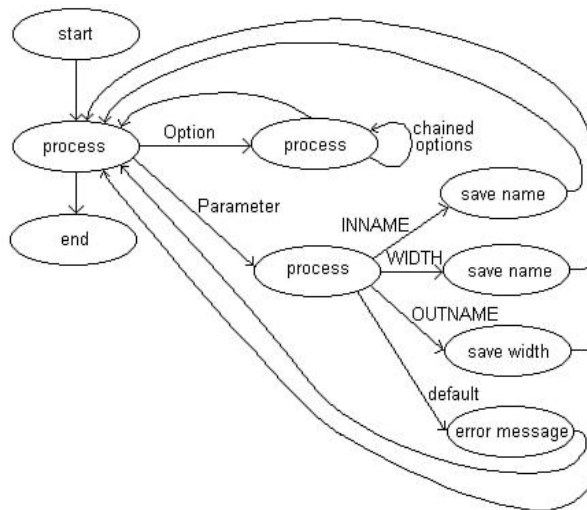 start
process
Option
process
chained
options
Parameter
save name
end
INNAME
process
WIDTH
save name
OUTNAME
save width
default
error message